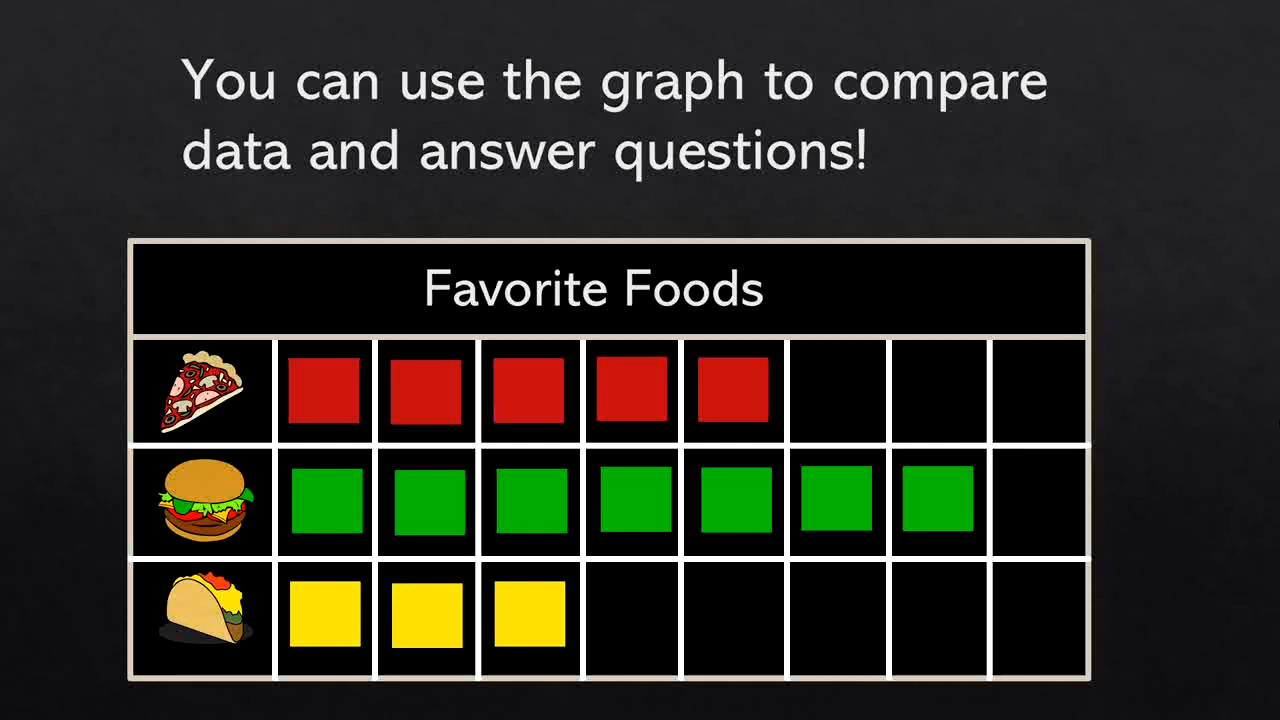 You can use the graph to compare
data and answer questions!
Favorite Foods